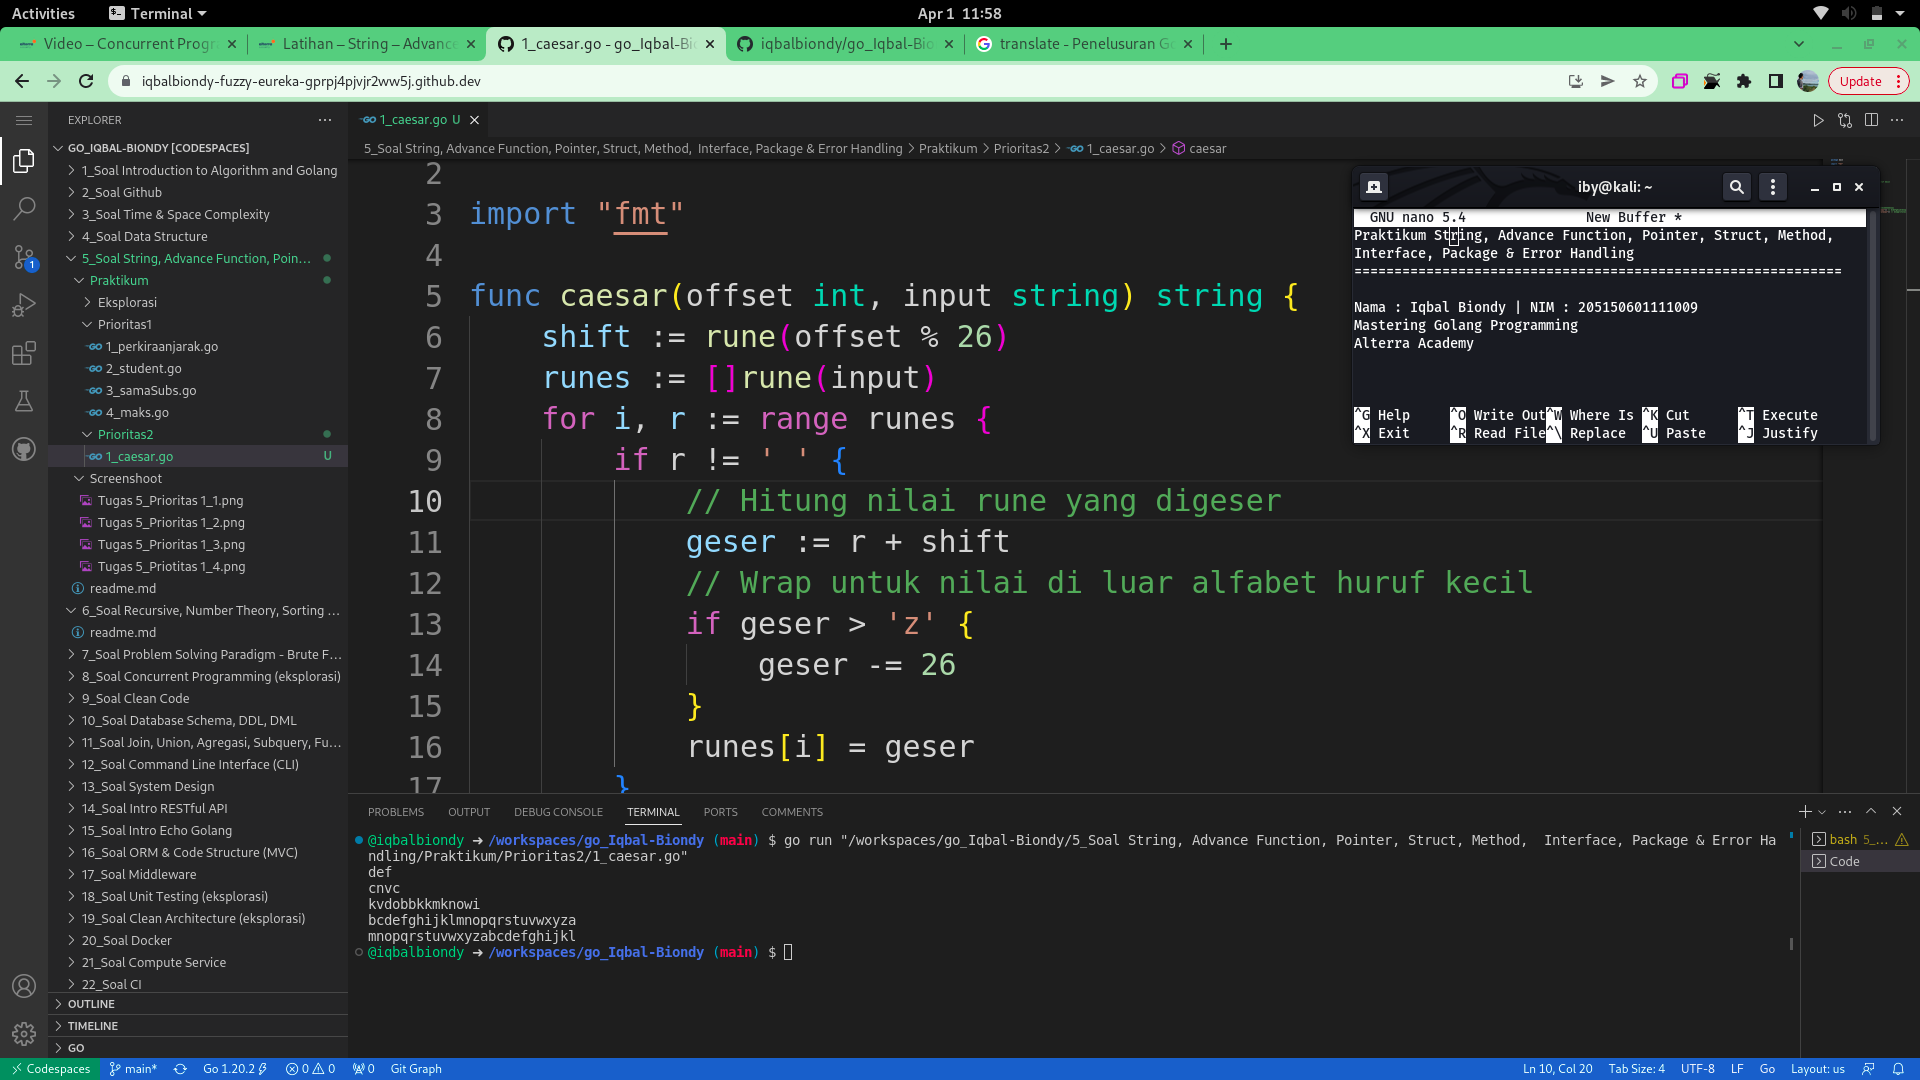 Activities
Terminal
Apr 1 11:58
Video – Concurrent Progr
Latihan – String – Advance
1_caesar.go - go_Iqbal-Bi
iqbalbiondy/go_Iqbal-Bio
translate - Penelusuran G
iqbalbiondy-fuzzy-eureka-gprpj4pjvjr2ww5j.github.dev
Update
EXPLORER
GO_IQBAL-BIONDY [CODESPACES]
1_Soal Introduction to Algorithm and Golang
2_Soal Github
3_Soal Time & Space Complexity
4_Soal Data Structure
5_Soal String, Advance Function, Poin...
Praktikum
Eksplorasi
Prioritas1
1_perkiraanjarak.go
2_student.go
3_samaSubs.go
4_maks.go
Prioritas2
1_caesar.go U
Screenshoot
Tugas 5_Prioritas 1_1.png
Tugas 5_Prioritas 1_2.png
Tugas 5_Prioritas 1_3.png
Tugas 5_Priotitas 1_4.png
readme.md
6_Soal Recursive, Number Theory, Sorting ...
readme.md
7_Soal Problem Solving Paradigm - Brute F...
8_Soal Concurrent Programming (eksplorasi)
9_Soal Clean Code
10_Soal Database Schema, DDL, DML
11_Soal Join, Union, Agregasi, Subquery, Fu...
12_Soal Command Line Interface (CLI)
13_Soal System Design
14_Soal Intro RESTful API
15_Soal Intro Echo Golang
16_Soal ORM & Code Structure (MVC)
17_Soal Middleware
18_Soal Unit Testing (eksplorasi)
19_Soal Clean Architecture (eksplorasi)
20_Soal Docker
21_Soal Compute Service
22_Soal CI
OUTLINE
TIMELINE
GO
1_caesar.go U
5_Soal String, Advance Function, Pointer, Struct, Method,  Interface, Package & Error Handling > Praktikum > Prioritas2 > 1_caesar.go > caesar
2
3 import "fmt"
4
5 func caesar(offset int, input string) string {
6 shift := rune(offset % 26)
7 runes := []rune(input)
8 for i, r := range runes {
9 if r != ' ' {
10 // Hitung nilai rune yang digeser
11 geser := r + shift
12 // Wrap untuk nilai di luar alfabet huruf kecil
13 if geser > 'z' {
14 geser -= 26
15 }
16 runes[i] = geser
17 }
iby@kali: ~
GNU nano 5.4 New Buffer *
Praktikum String, Advance Function, Pointer, Struct, Method,
Interface, Package & Error Handling
=============================================================
Nama : Iqbal Biondy | NIM : 205150601111009
Mastering Golang Programming
Alterra Academy
^G Help ^O Write Out ^W Where Is ^K Cut ^T Execute
^X Exit ^R Read File ^\ Replace ^U Paste ^J Justify
PROBLEMS OUTPUT DEBUG CONSOLE TERMINAL PORTS COMMENTS
@iqbalbiondy ➜ /workspaces/go_Iqbal-Biondy (main) $ go run "/workspaces/go_Iqbal-Biondy/5_Soal String, Advance Function, Pointer, Struct, Method,  Interface, Package & Error Ha
ndling/Praktikum/Prioritas2/1_caesar.go"
def
cnvc
kvdobbkkmknowi
bcdefghijklmnopqrstuvwxyza
mnopqrstuvwxyzabcdefghijkl
@iqbalbiondy ➜ /workspaces/go_Iqbal-Biondy (main) $
bash 5_...
Code
Codespaces main* Go 1.20.2 0 0 0 Git Graph
Ln 10, Col 20 Tab Size: 4 UTF-8 LF Go Layout: us
1